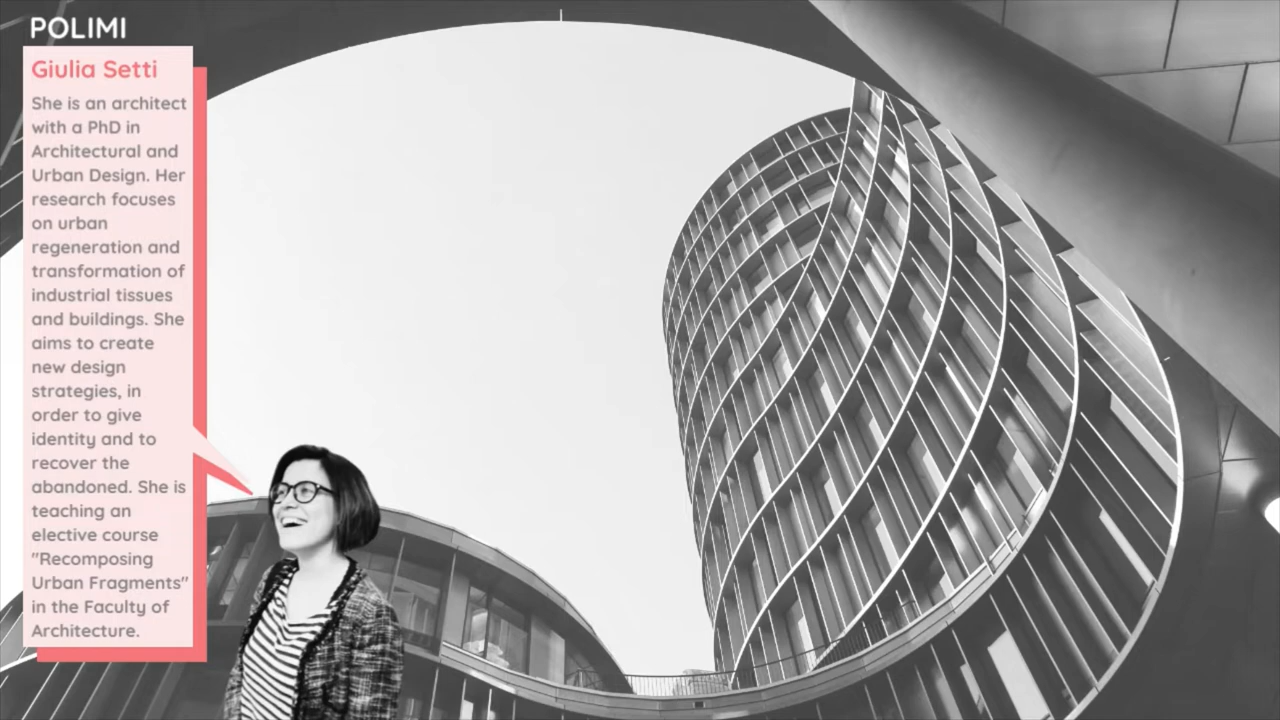 POLIMI
Giulia Setti
She is an architect
with a PhD in
Architectural and
Urban Design. Her
research focuses
on urban
regeneration and
transformation of
industrial tissues
and buildings. She
aims to create
new design
strategies, in
order to give
identity and to
recover the
abandoned. She is
teaching an
elective course
"Recomposing
Urban Fragments"
in the Faculty of
Architecture.